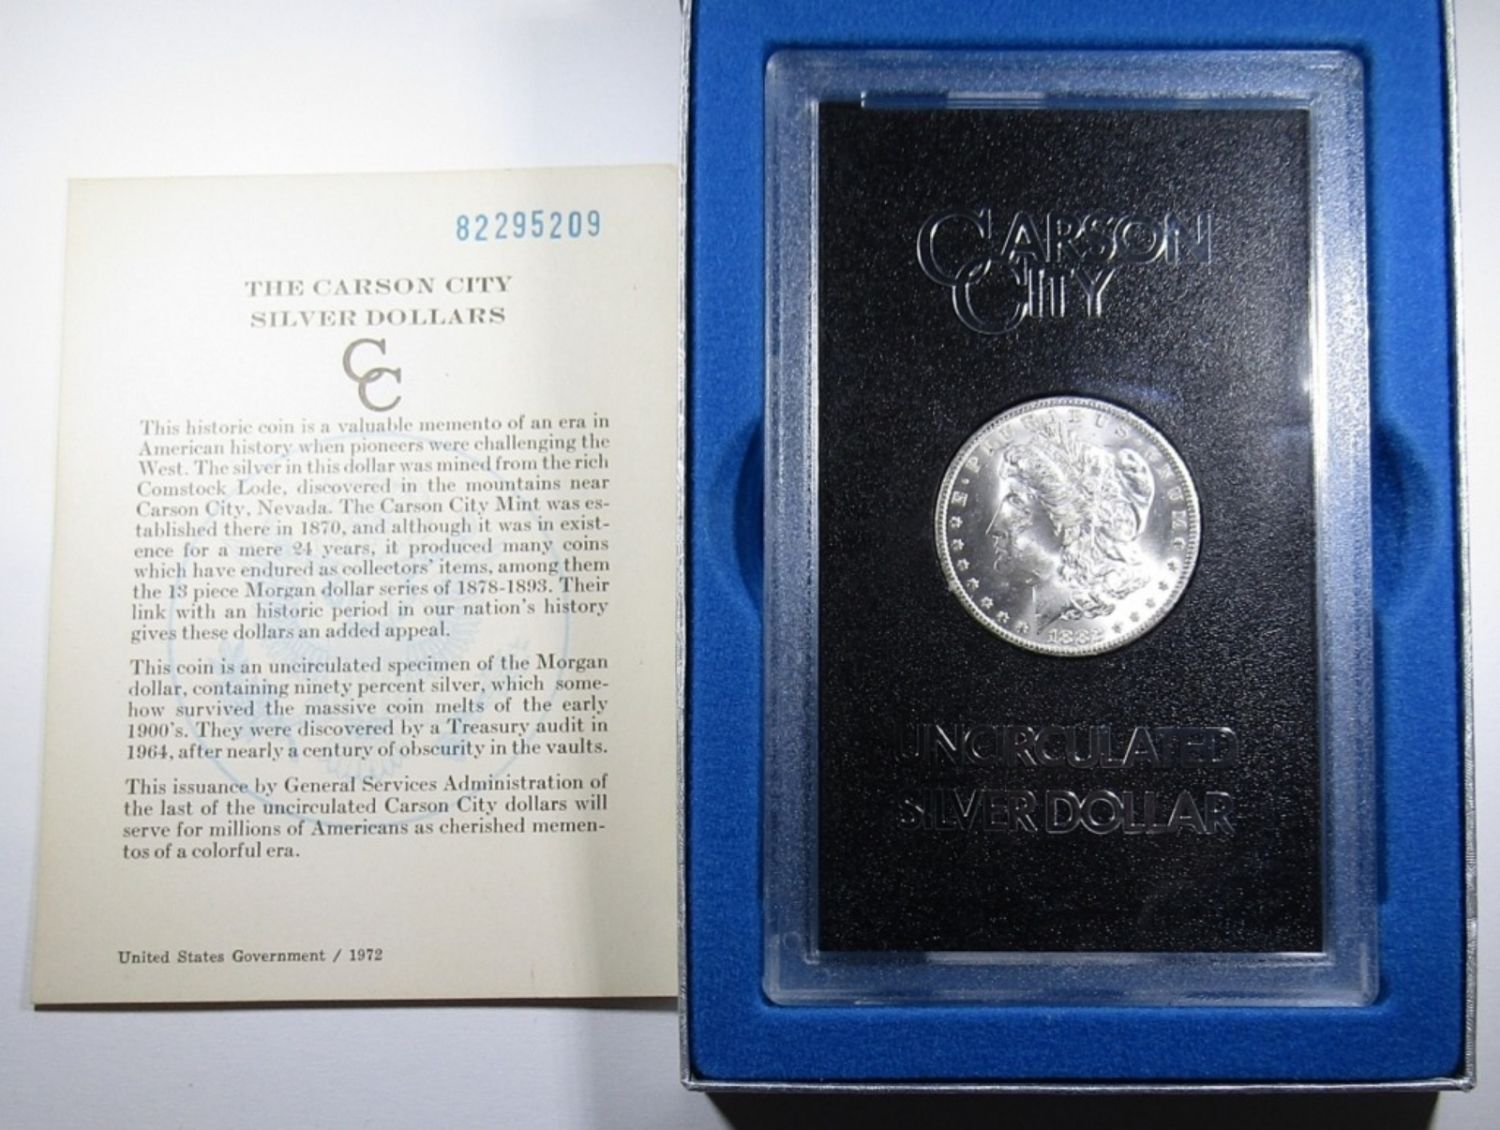 82295209
THE CARSON CITY
SILVER DOLLARS
CC
This historic coin is a valuable memento of an era in
American history when pioneers were challenging the
West. The silver in this dollar was mined from the rich
Comstock Lode, discovered in the mountains near
Carson City, Nevada. The Carson City Mint was es-
tablished there in 1870, and although it was in exist-
ence for a mere 24 years, it produced many coins
which have endured as collectors' items, among them
the 13 piece Morgan dollar series of 1878-1893. Their
link with an historic period in our nation's history
gives these dollars an added appeal.
This coin is an uncirculated specimen of the Morgan
dollar, containing ninety percent silver, which some-
how survived the massive coin melts of the early
1900's. They were discovered by a Treasury audit in
1964, after nearly a century of obscurity in the vaults.
This issuance by General Services Administration of
the last of the uncirculated Carson City dollars will
serve for millions of Americans as cherished memen-
tos of a colorful era.
United States Government / 1972
CARSON
CITY
E·PLURIBUS·UNUM
1882
UNCIRCULATED
SILVER DOLLAR